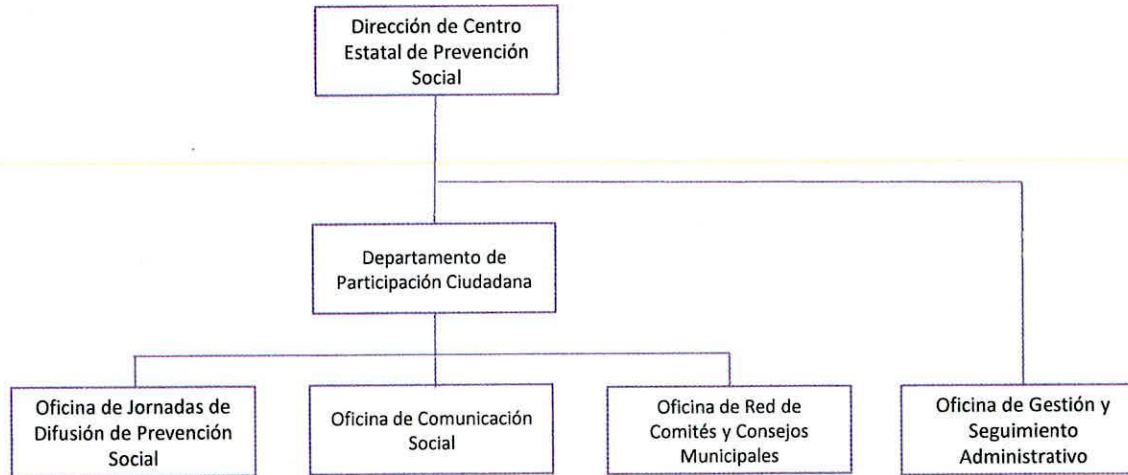 Dirección de Centro
Estatal de Prevención
Social
Departamento de
Participación Ciudadana
Oficina de Jornadas de
Difusión de Prevención
Social
Oficina de Comunicación
Social
Oficina de Red de
Comités y Consejos
Municipales
Oficina de Gestión y
Seguimiento
Administrativo